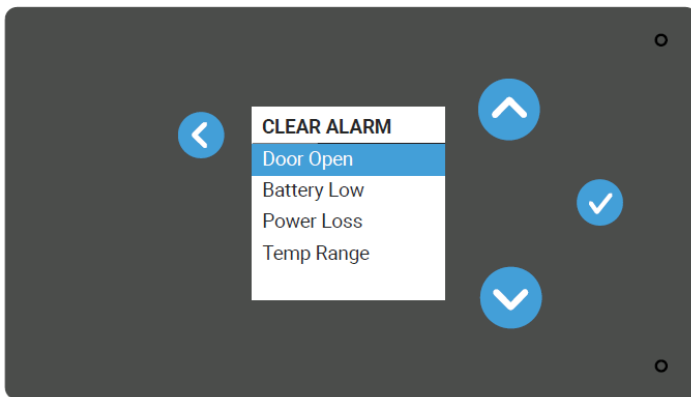 CLEAR ALARM
Door Open
Battery Low
Power Loss
Temp Range